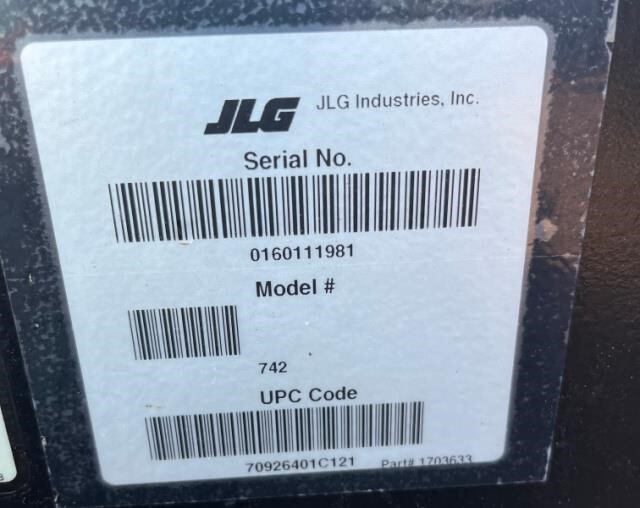 JLG JLG Industries, Inc.
Serial No.
0160111981
Model #
742
UPC Code
70926401C121 Part# 1703633